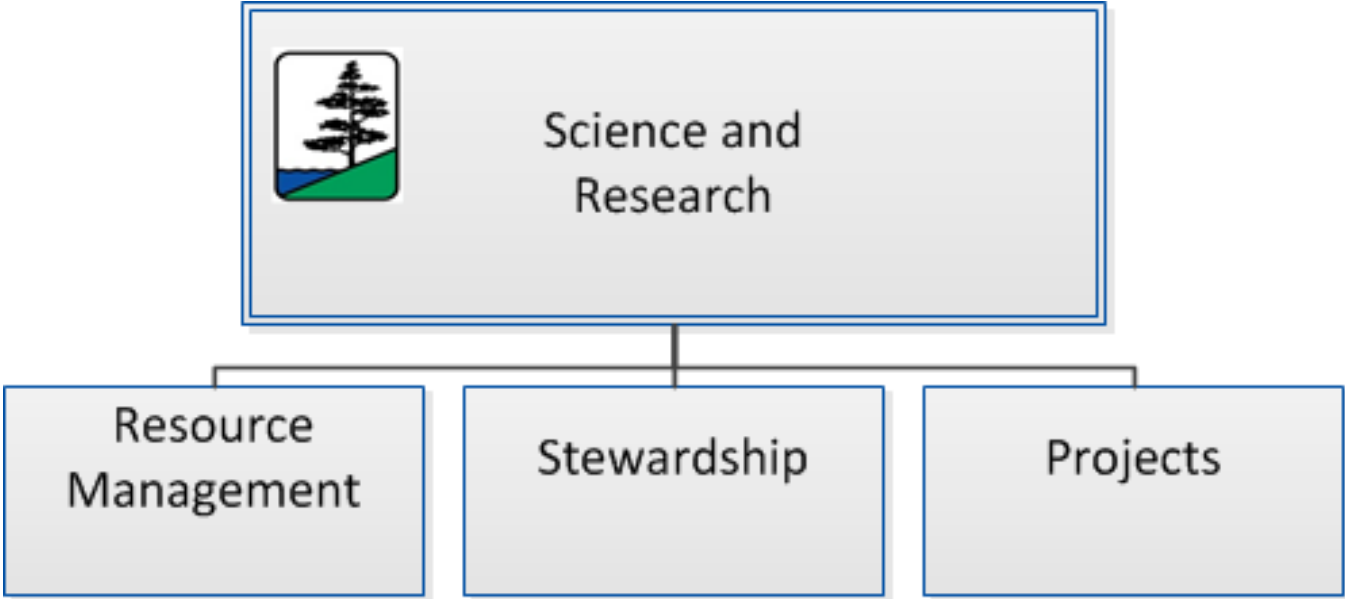 Science and
Research
Resource
Management
Stewardship
Projects